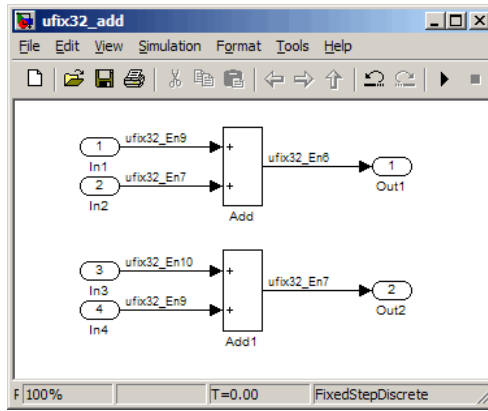 ufix32_add
File Edit View Simulation Format Tools Help
1 ufix32_En9
In1
+
ufix32_En6
1
Out1
2 ufix32_En7
In2
+
Add
3 ufix32_En10
In3
+
ufix32_En7
2
Out2
4 ufix32_En9
In4
+
Add1
F 100% T=0.00 FixedStepDiscrete